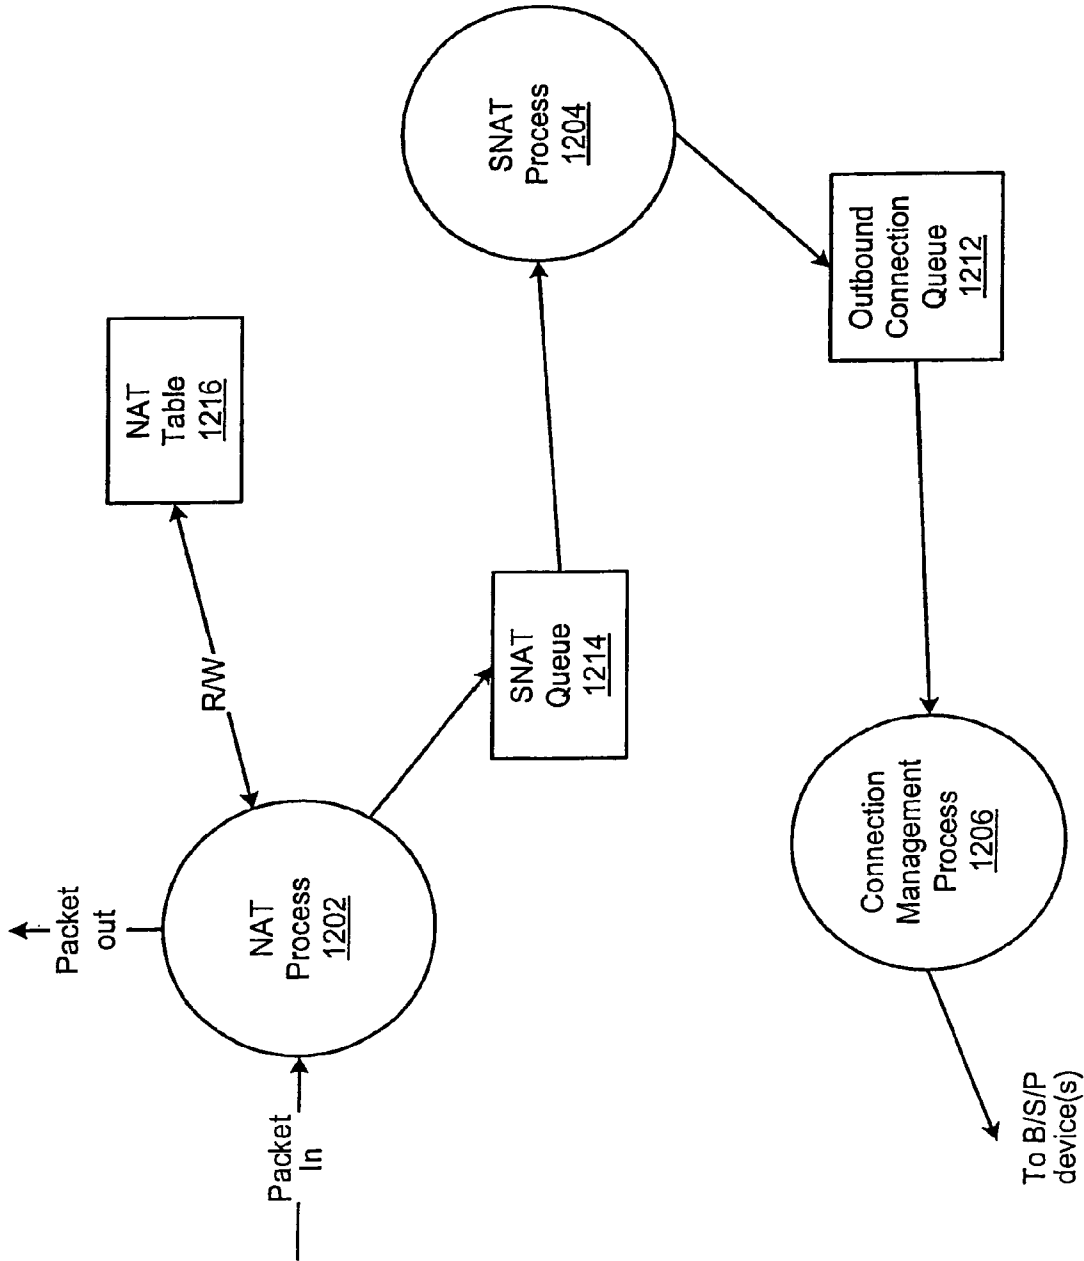 Packet
In
Packet
out
NAT
Process
1202
R/W
NAT
Table
1216
SNAT
Queue
1214
SNAT
Process
1204
Outbound
Connection
Queue
1212
Connection
Management
Process
1206
To B/S/P
device(s)